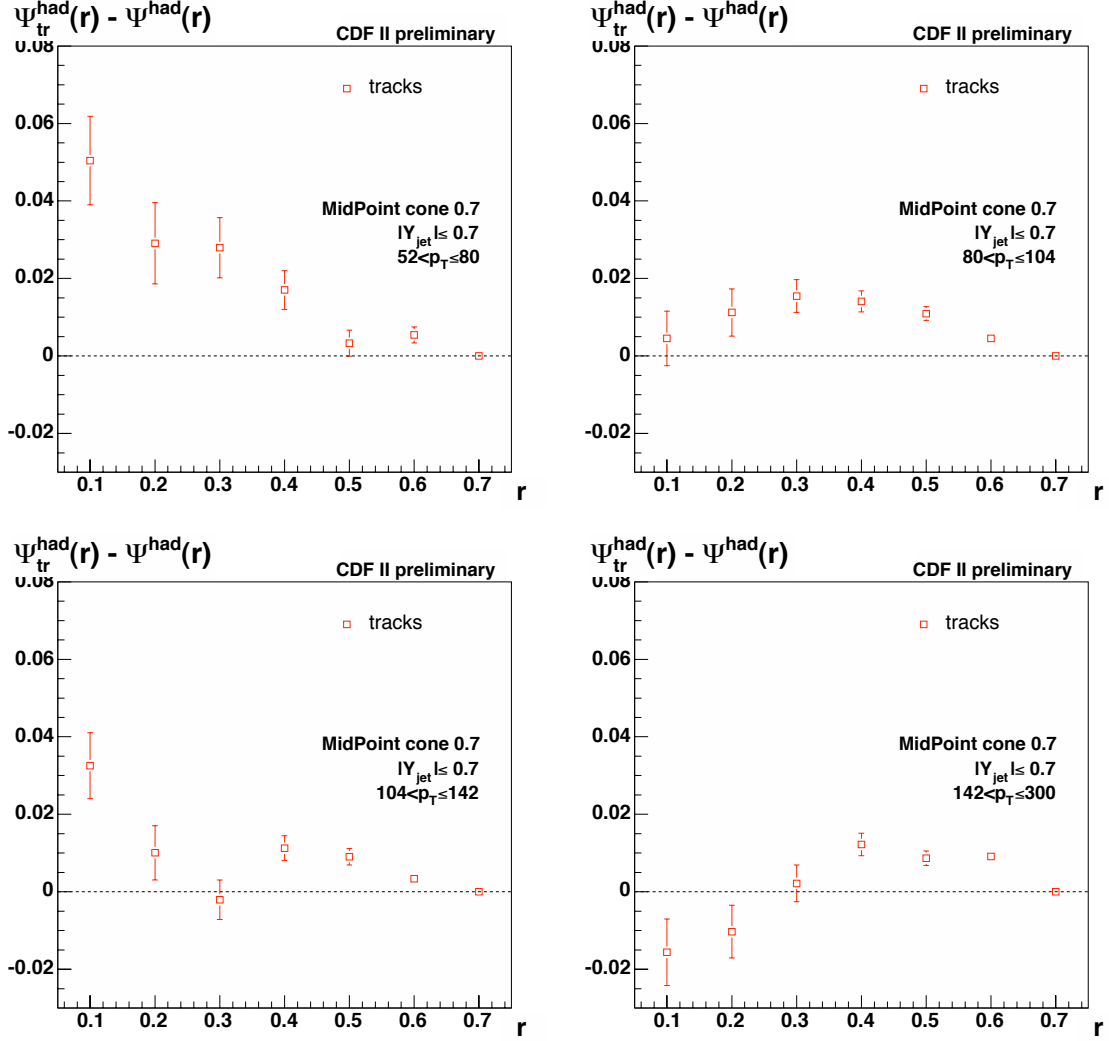 Ψ_tr^had(r) - Ψ^had(r)
CDF II preliminary
0.08
tracks
0.06
0.04
MidPoint cone 0.7
|Y_jet|≤ 0.7
52<p_T≤80
0.02
0
-0.02
0.1 0.2 0.3 0.4 0.5 0.6 0.7
r
Ψ_tr^had(r) - Ψ^had(r)
CDF II preliminary
0.08
tracks
0.06
0.04
MidPoint cone 0.7
|Y_jet|≤ 0.7
80<p_T≤104
0.02
0
-0.02
0.1 0.2 0.3 0.4 0.5 0.6 0.7
r
Ψ_tr^had(r) - Ψ^had(r)
CDF II preliminary
0.08
tracks
0.06
0.04
MidPoint cone 0.7
|Y_jet|≤ 0.7
104<p_T≤142
0.02
0
-0.02
0.1 0.2 0.3 0.4 0.5 0.6 0.7
r
Ψ_tr^had(r) - Ψ^had(r)
CDF II preliminary
0.08
tracks
0.06
0.04
MidPoint cone 0.7
|Y_jet|≤ 0.7
142<p_T≤300
0.02
0
-0.02
0.1 0.2 0.3 0.4 0.5 0.6 0.7
r